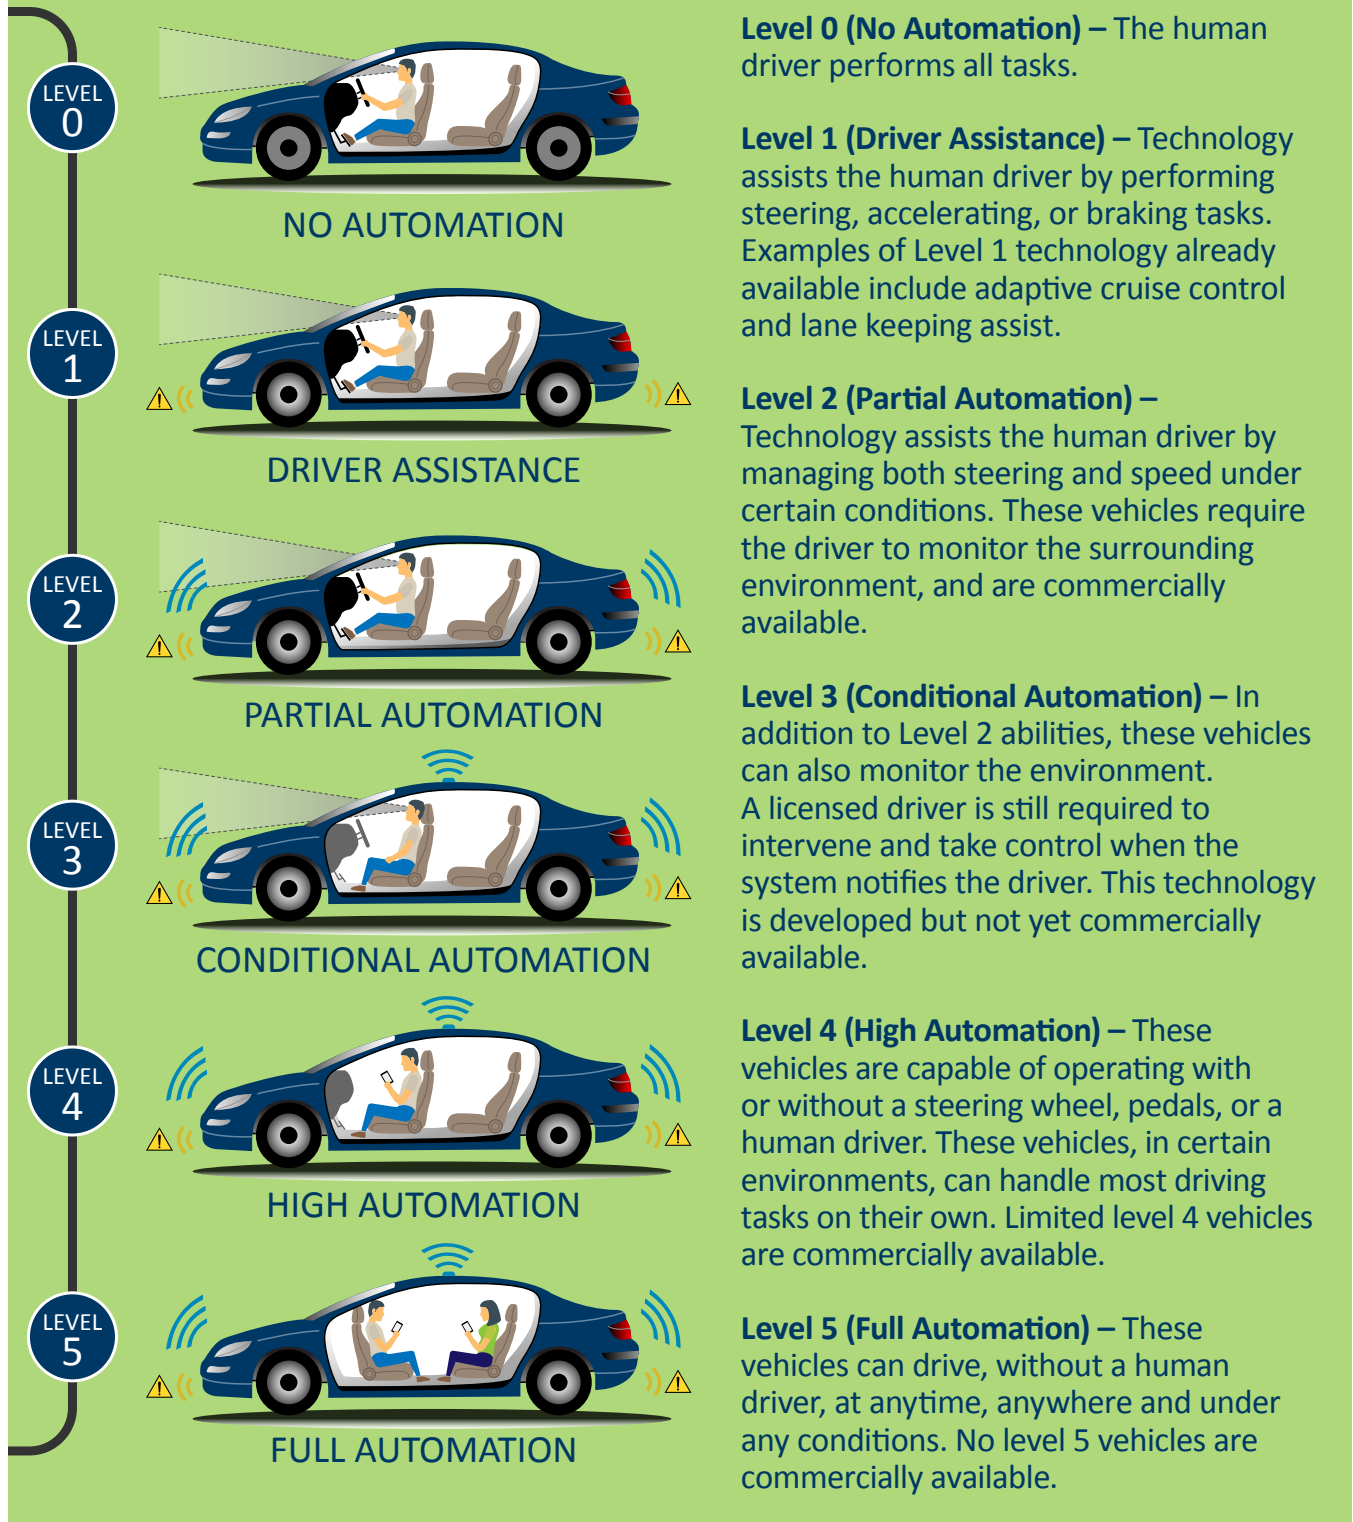 LEVEL
0
NO AUTOMATION
LEVEL
1
DRIVER ASSISTANCE
LEVEL
2
PARTIAL AUTOMATION
LEVEL
3
CONDITIONAL AUTOMATION
LEVEL
4
HIGH AUTOMATION
LEVEL
5
FULL AUTOMATION
Level 0 (No Automation) – The human
driver performs all tasks.
Level 1 (Driver Assistance) – Technology
assists the human driver by performing
steering, accelerating, or braking tasks.
Examples of Level 1 technology already
available include adaptive cruise control
and lane keeping assist.
Level 2 (Partial Automation) –
Technology assists the human driver by
managing both steering and speed under
certain conditions. These vehicles require
the driver to monitor the surrounding
environment, and are commercially
available.
Level 3 (Conditional Automation) – In
addition to Level 2 abilities, these vehicles
can also monitor the environment.
A licensed driver is still required to
intervene and take control when the
system notifies the driver. This technology
is developed but not yet commercially
available.
Level 4 (High Automation) – These
vehicles are capable of operating with
or without a steering wheel, pedals, or a
human driver. These vehicles, in certain
environments, can handle most driving
tasks on their own. Limited level 4 vehicles
are commercially available.
Level 5 (Full Automation) – These
vehicles can drive, without a human
driver, at anytime, anywhere and under
any conditions. No level 5 vehicles are
commercially available.